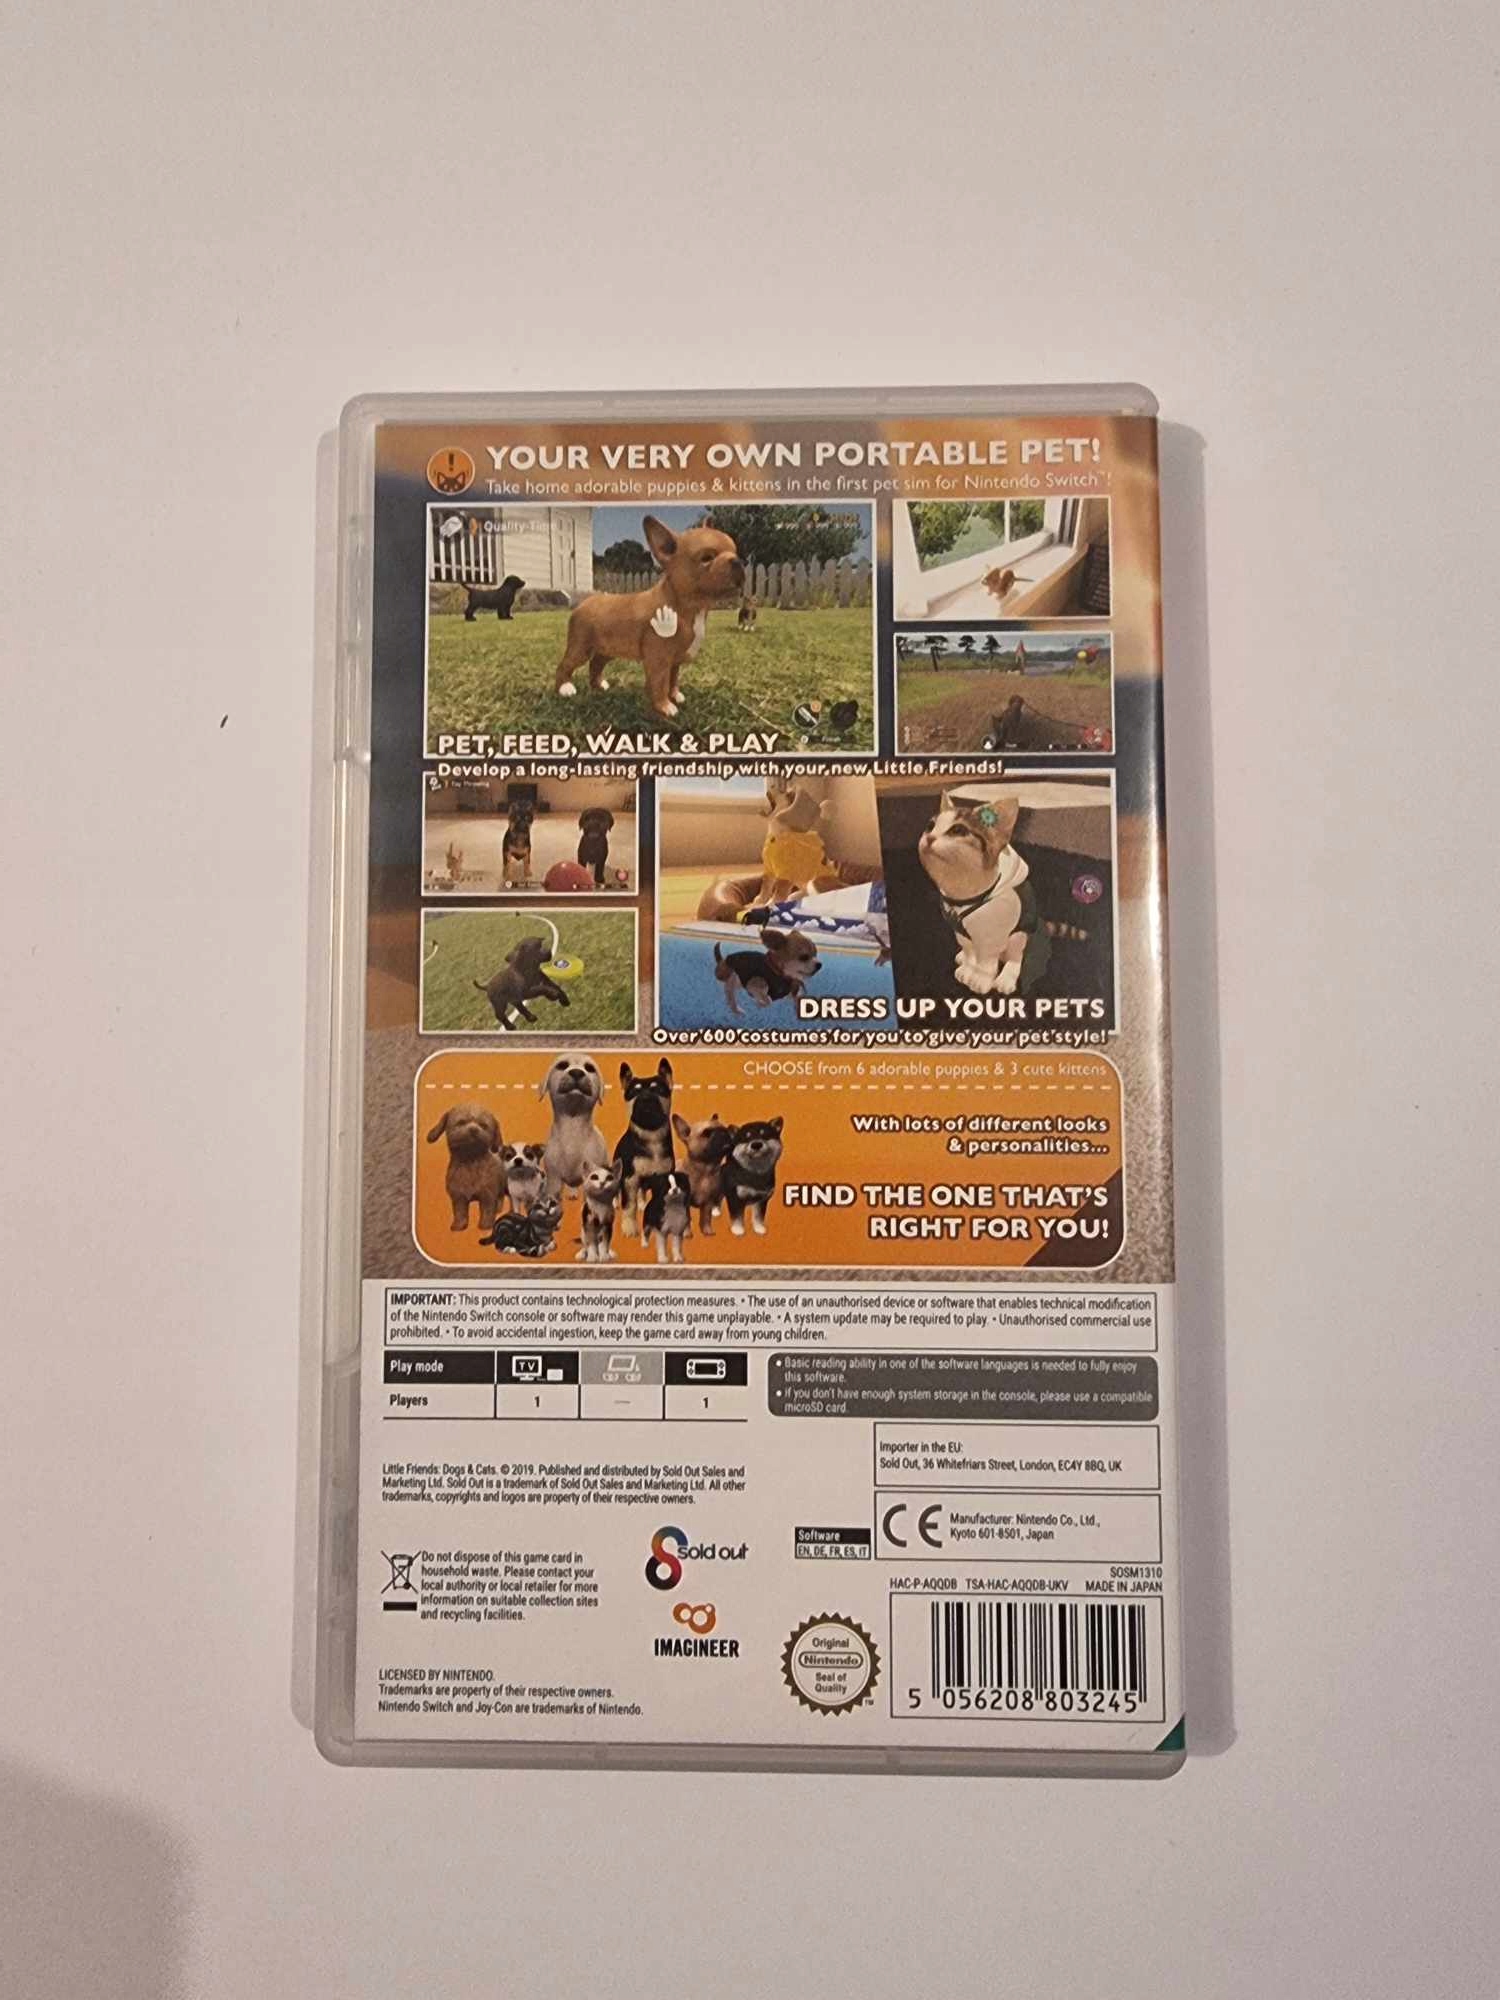 YOUR VERY OWN PORTABLE PET!
Take home adorable puppies & kittens in the first pet sim for Nintendo Switch™!
Quality-Time
PET, FEED, WALK & PLAY
Develop a long-lasting friendship with your new Little Friends!
DRESS UP YOUR PETS
Over 600 costumes for you to give your pet style!
CHOOSE from 6 adorable puppies & 3 cute kittens
With lots of different looks
& personalities...
FIND THE ONE THAT'S
RIGHT FOR YOU!
IMPORTANT: This product contains technological protection measures. • The use of an unauthorised device or software that enables technical modification
of the Nintendo Switch console or software may render this game unplayable. • A system update may be required to play. • Unauthorised commercial use
prohibited. • To avoid accidental ingestion, keep the game card away from young children.
Play mode TV
Players 1 — 1
• Basic reading ability in one of the software languages is needed to fully enjoy
this software.
• If you don't have enough system storage in the console, please use a compatible
microSD card.
Importer in the EU:
Sold Out, 36 Whitefriars Street, London, EC4Y 8BQ, UK
Little Friends: Dogs & Cats. © 2019. Published and distributed by Sold Out Sales and
Marketing Ltd. Sold Out is a trademark of Sold Out Sales and Marketing Ltd. All other
trademarks, copyrights and logos are property of their respective owners.
CE Manufacturer: Nintendo Co., Ltd.,
Kyoto 601-8501, Japan
Software
EN, DE, FR, ES, IT
sold out
Do not dispose of this game card in
household waste. Please contact your
local authority or local retailer for more
information on suitable collection sites
and recycling facilities.
SOSM1310
HAC-P-AQQDB TSA-HAC-AQQDB-UKV MADE IN JAPAN
IMAGINEER
Original
Nintendo
Seal of
Quality
TM
LICENSED BY NINTENDO.
Trademarks are property of their respective owners.
Nintendo Switch and Joy-Con are trademarks of Nintendo.
5 056208 803245